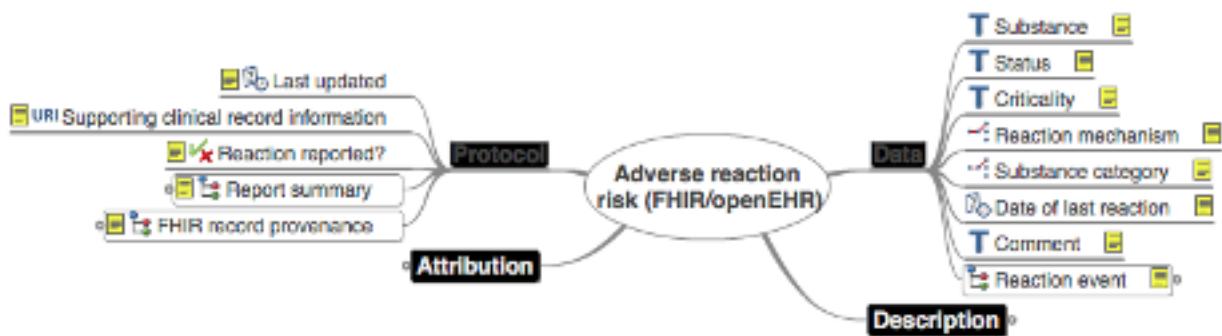 Adverse reaction
risk (FHIR/openEHR)
Protocol
Last updated
URI Supporting clinical record information
Reaction reported?
Report summary
FHIR record provenance
Attribution
Data
T Substance
T Status
T Criticality
Reaction mechanism
Substance category
Date of last reaction
T Comment
Reaction event
Description